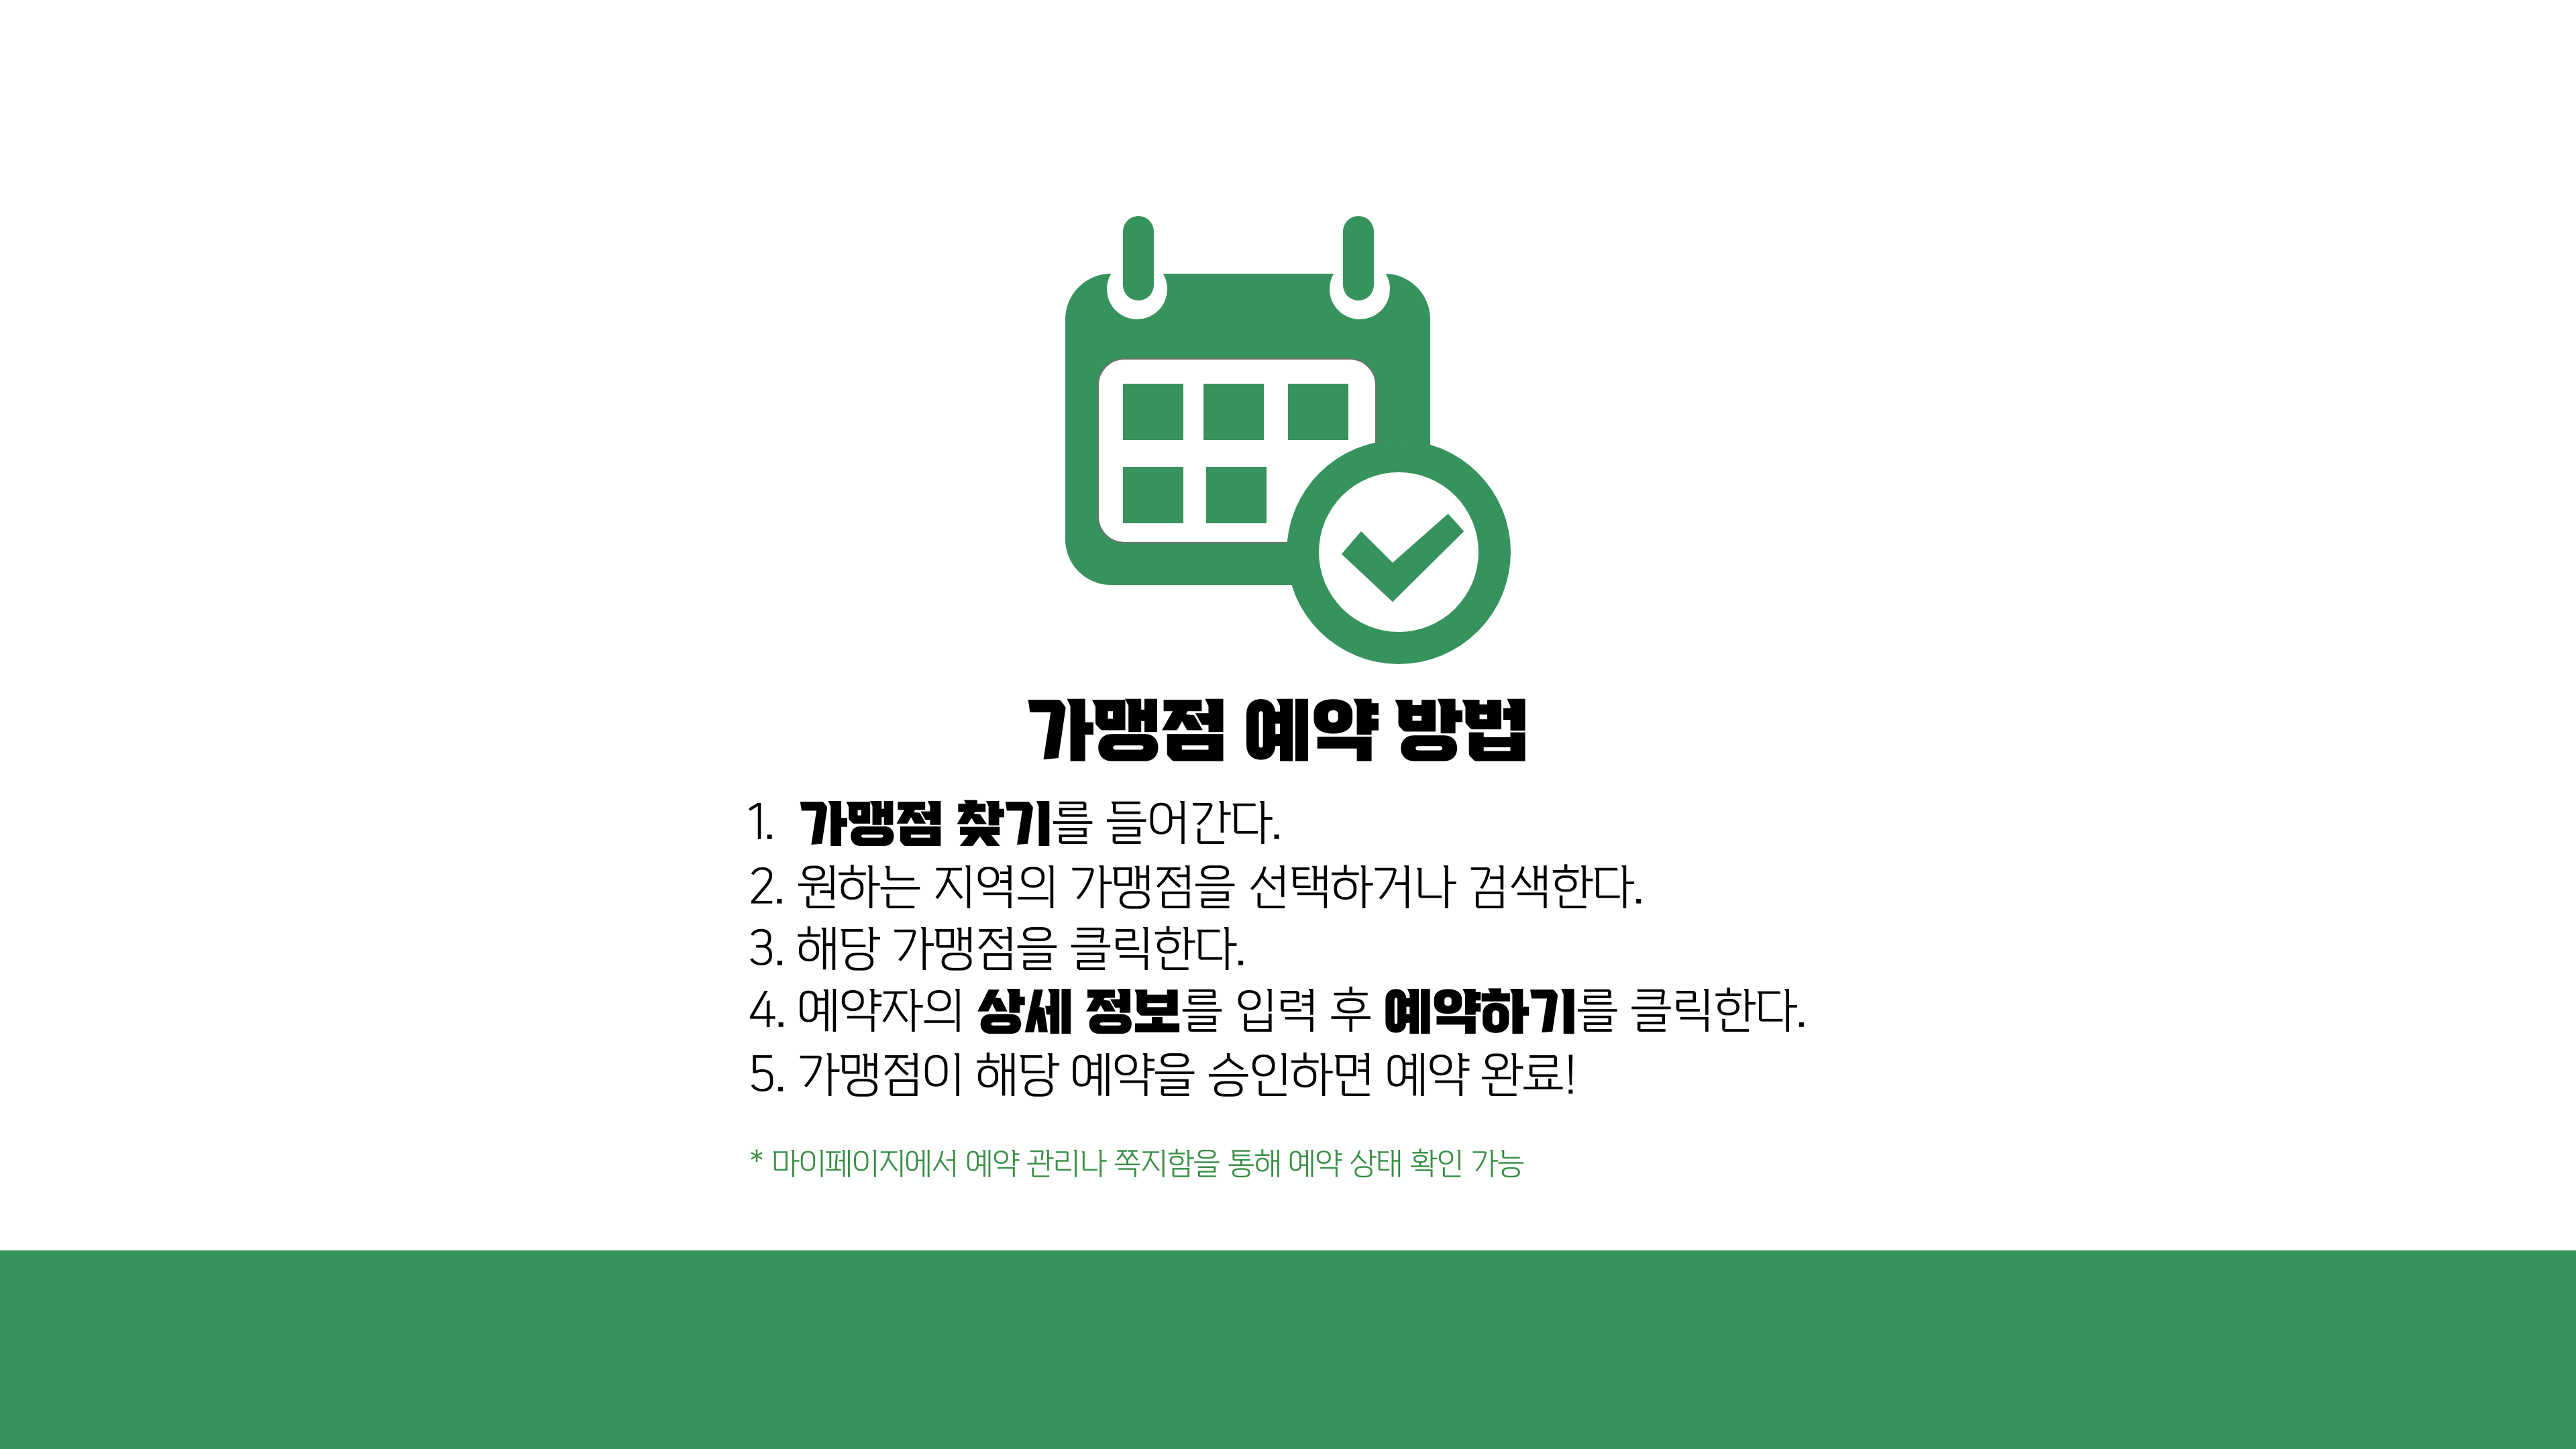 가맹점 예약 방법
1. 가맹점 찾기를 들어간다.
2. 원하는 지역의 가맹점을 선택하거나 검색한다.
3. 해당 가맹점을 클릭한다.
4. 예약자의 상세 정보를 입력 후 예약하기를 클릭한다.
5. 가맹점이 해당 예약을 승인하면 예약 완료!
* 마이페이지에서 예약 관리나 쪽지함을 통해 예약 상태 확인 가능